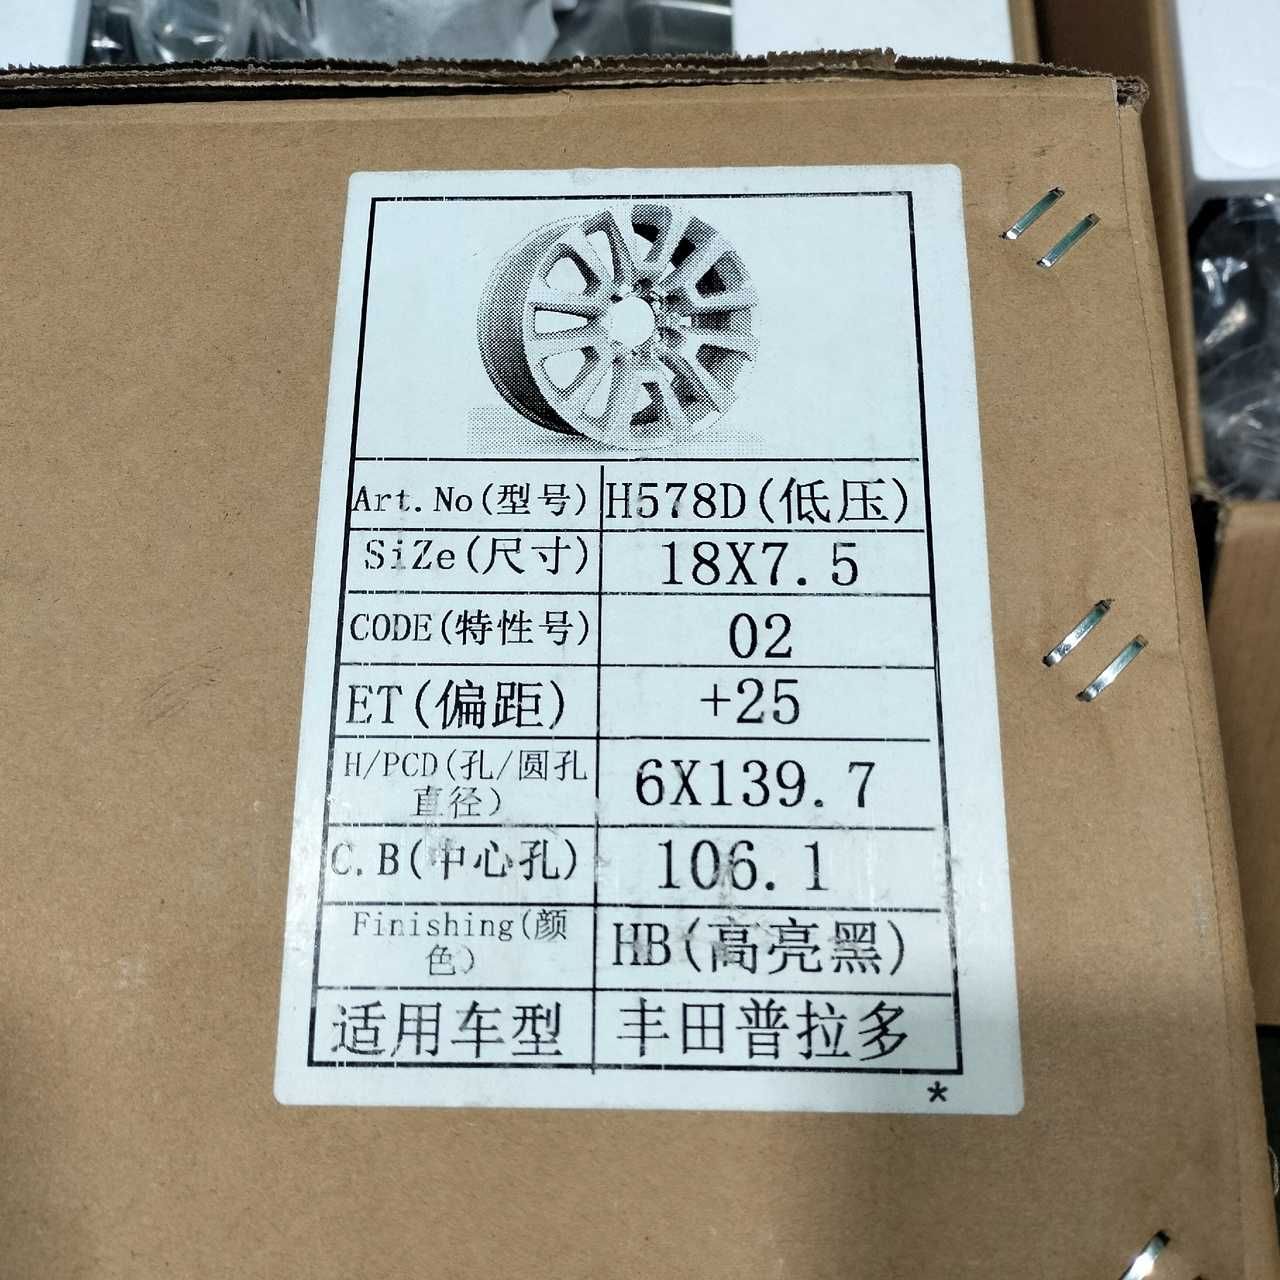 Art.No(型号) H578D(低压)
SiZe(尺寸) 18X7.5
CODE(特性号) 02
ET(偏距) +25
H/PCD(孔/圆孔 6X139.7
直径)
C.B(中心孔) 106.1
Finishing(颜 HB(高亮黑)
色)
适用车型 丰田普拉多
*